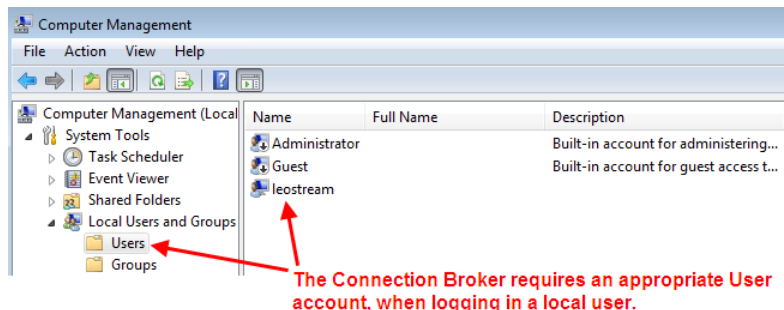 Computer Management
File Action View Help
Computer Management (Local
System Tools
Task Scheduler
Event Viewer
Shared Folders
Local Users and Groups
Users
Groups
Name Full Name Description
Administrator Built-in account for administering...
Guest Built-in account for guest access t...
leostream
The Connection Broker requires an appropriate User
account, when logging in a local user.